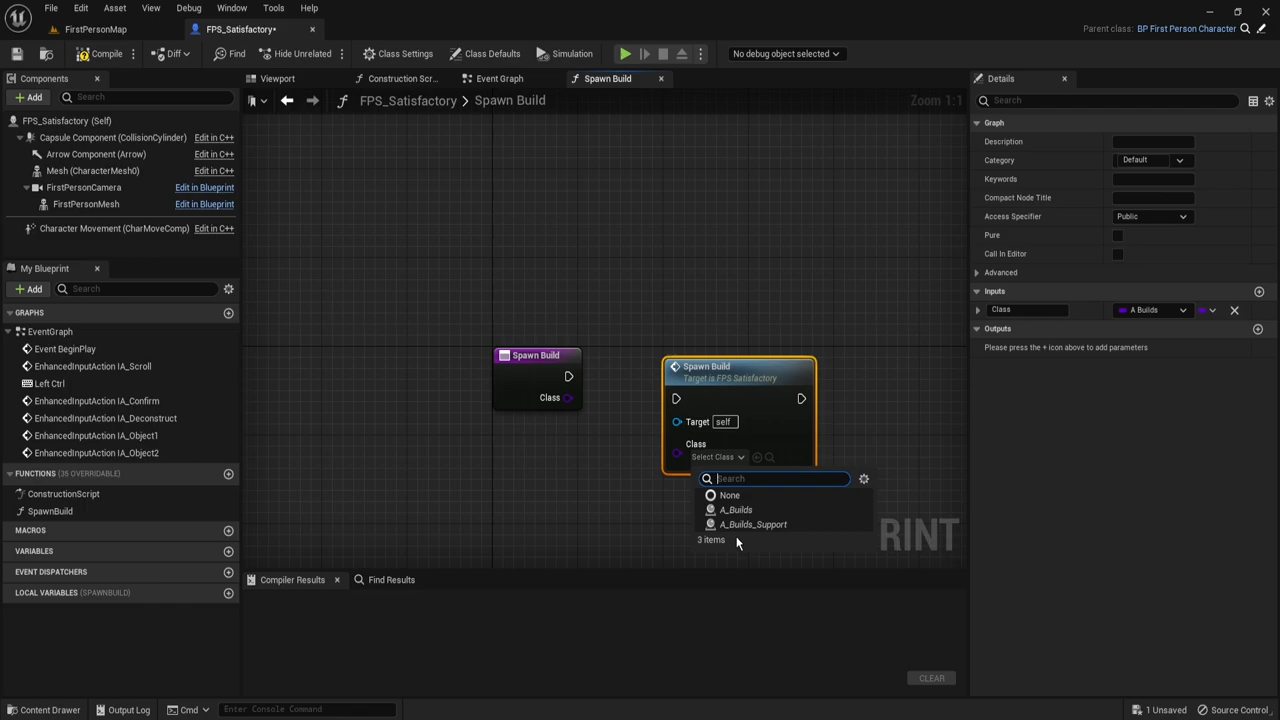 File Edit Asset View Debug Window Tools Help
FirstPersonMap
FPS_Satisfactory•
Parent class: BP First Person Character
Compile
Diff
Find
Hide Unrelated
Class Settings
Class Defaults
Simulation
No debug object selected
Components
Add
Search
FPS_Satisfactory (Self)
Capsule Component (CollisionCylinder) Edit in C++
Arrow Component (Arrow) Edit in C++
Mesh (CharacterMesh0) Edit in C++
FirstPersonCamera Edit in Blueprint
FirstPersonMesh Edit in Blueprint
Character Movement (CharMoveComp) Edit in C++
My Blueprint
Add
Search
GRAPHS
EventGraph
Event BeginPlay
EnhancedInputAction IA_Scroll
Left Ctrl
EnhancedInputAction IA_Confirm
EnhancedInputAction IA_Deconstruct
EnhancedInputAction IA_Object1
EnhancedInputAction IA_Object2
FUNCTIONS (35 OVERRIDABLE)
ConstructionScript
SpawnBuild
MACROS
VARIABLES
EVENT DISPATCHERS
LOCAL VARIABLES (SPAWNBUILD)
Viewport
Construction Scr...
Event Graph
Spawn Build
FPS_Satisfactory > Spawn Build
Zoom 1:1
Spawn Build
Class
Spawn Build
Target is FPS Satisfactory
Target self
Class
Select Class
Search
None
A_Builds
A_Builds_Support
3 items
RINT
Compiler Results
Find Results
CLEAR
Details
Search
Graph
Description
Category Default
Keywords
Compact Node Title
Access Specifier Public
Pure
Call In Editor
Advanced
Inputs
Class A Builds
Outputs
Please press the + icon above to add parameters
Content Drawer
Output Log
Cmd
Enter Console Command
1 Unsaved
Source Control